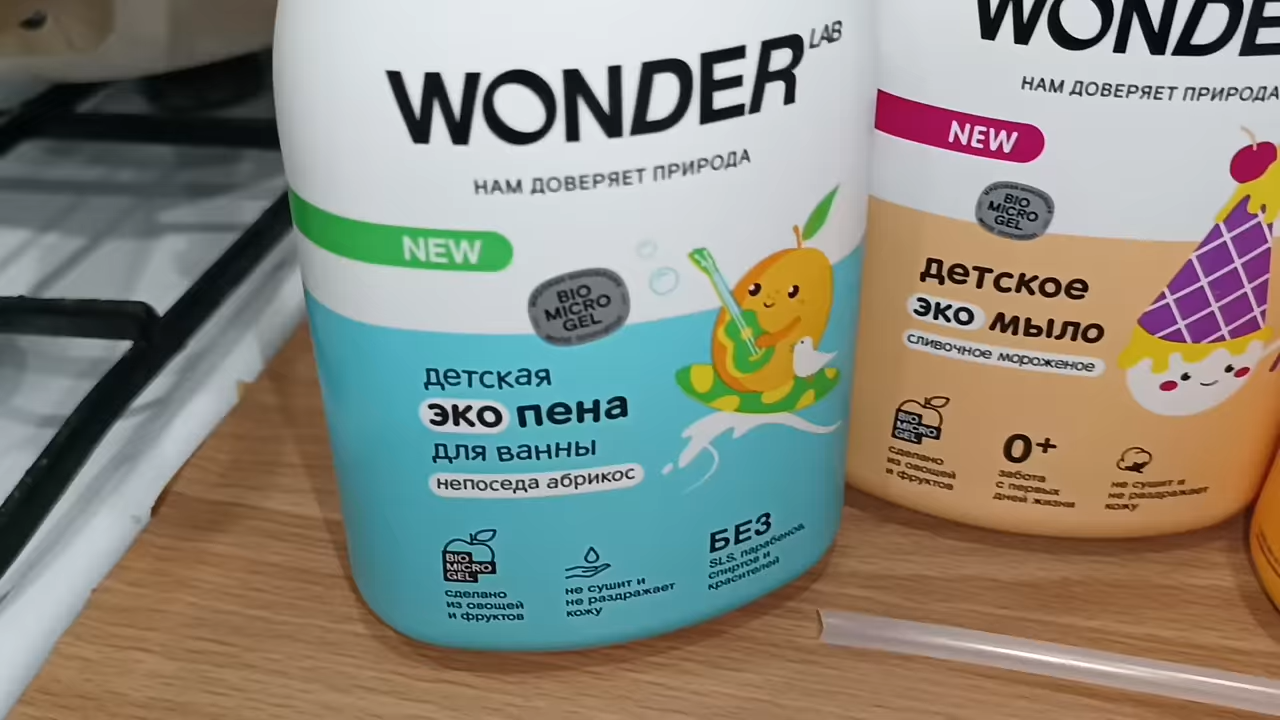 WONDER LAB
НАМ ДОВЕРЯЕТ ПРИРОДА
NEW
BIO
MICRO
GEL
детская
эко пена
для ванны
непоседа абрикос
BIO
MICRO
GEL
сделано
из овощей
и фруктов
не сушит и
не раздражает
кожу
БЕЗ
SLS, парабенов,
спиртов и
красителей
WONDE
НАМ ДОВЕРЯЕТ ПРИРОДА
NEW
BIO
MICRO
GEL
детское
эко мыло
сливочное мороженое
BIO
MICRO
GEL
сделано
из овощей
и фруктов
0+
забота
с первых
дней жизни
не сушит и
не раздражает
кожу